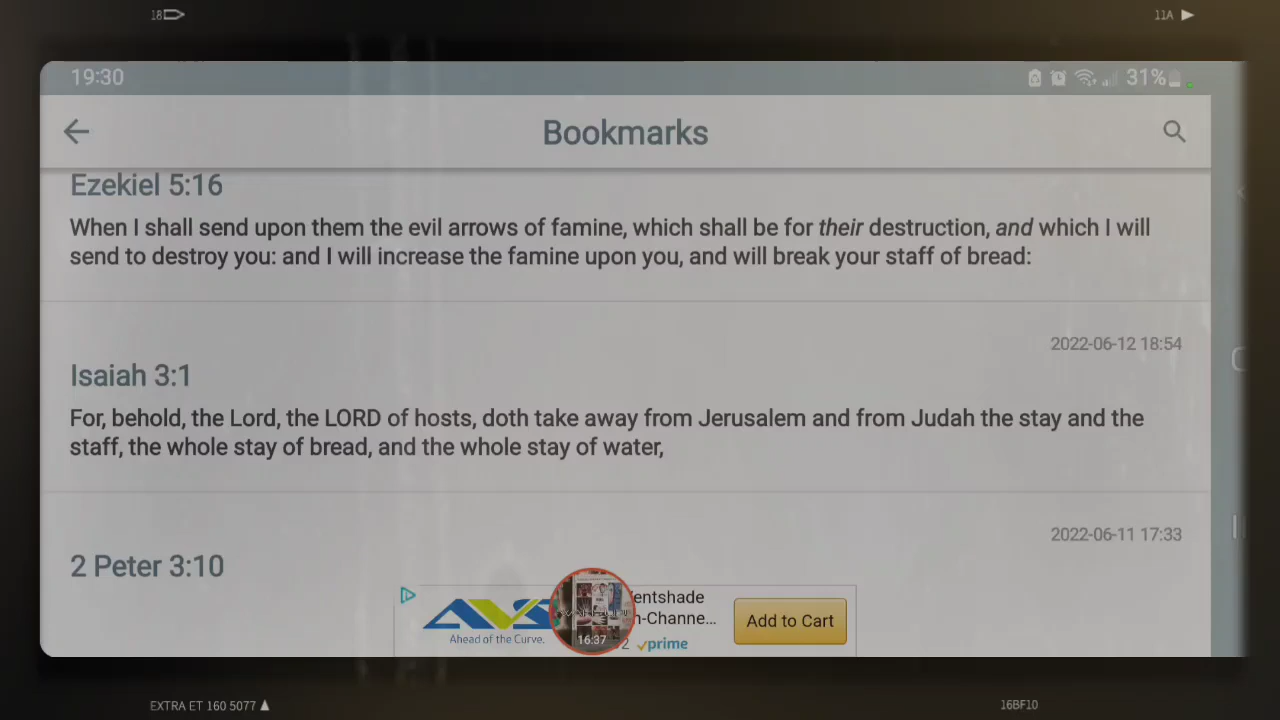 18
11A
19:30
31%
Bookmarks
Ezekiel 5:16
When I shall send upon them the evil arrows of famine, which shall be for their destruction, and which I will
send to destroy you: and I will increase the famine upon you, and will break your staff of bread:
2022-06-12 18:54
Isaiah 3:1
For, behold, the Lord, the LORD of hosts, doth take away from Jerusalem and from Judah the stay and the
staff, the whole stay of bread, and the whole stay of water,
2022-06-11 17:33
2 Peter 3:10
AVS
Ahead of the Curve.
entshade
n-Channe...
2
prime
Add to Cart
16:37
EXTRA ET 160 5077
16BF10